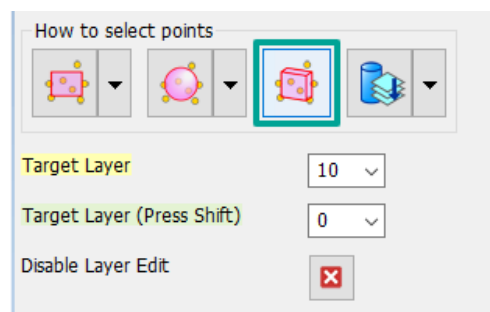 How to select points
Target Layer
10
Target Layer (Press Shift)
0
Disable Layer Edit